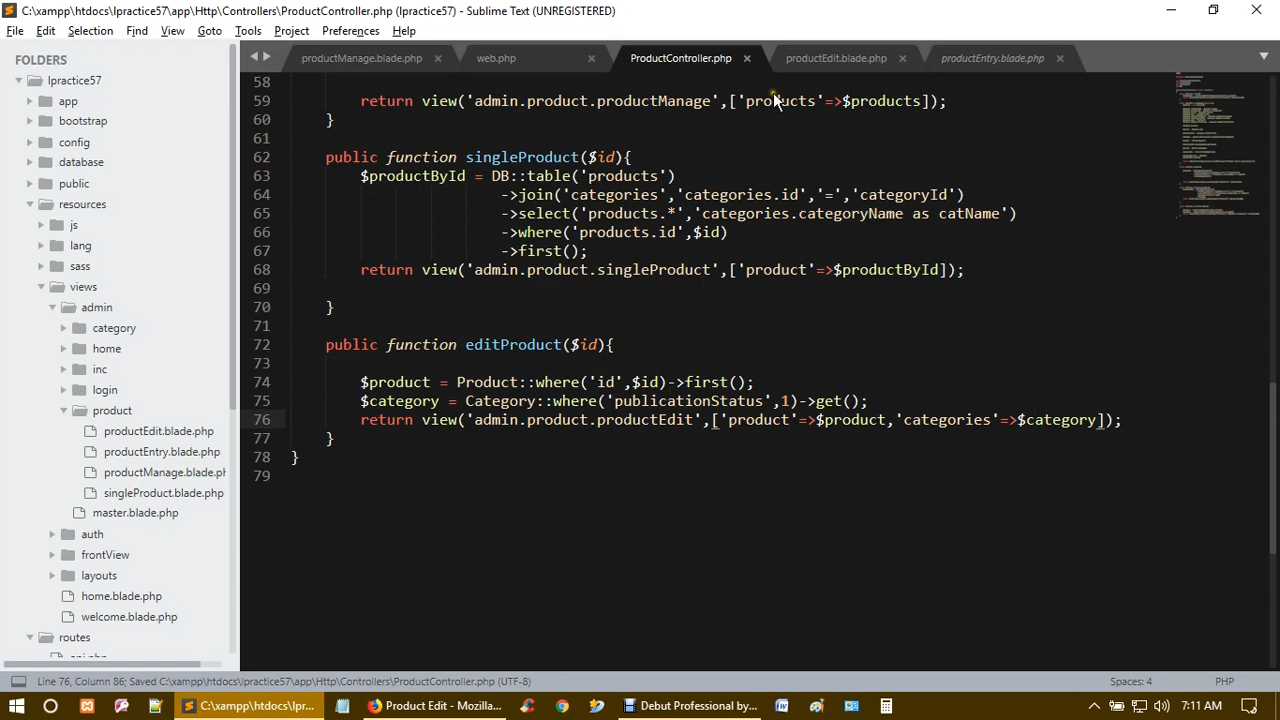 C:\xampp\htdocs\lpractice57\app\Http\Controllers\ProductController.php (lpractice57) - Sublime Text (UNREGISTERED)
File Edit Selection Find View Goto Tools Project Preferences Help
FOLDERS
lpractice57
app
bootstrap
config
database
public
resources
js
lang
sass
views
admin
category
home
inc
login
product
productEdit.blade.php
productEntry.blade.php
productManage.blade.ph
singleProduct.blade.php
master.blade.php
auth
frontView
layouts
home.blade.php
welcome.blade.php
routes
productManage.blade.php web.php ProductController.php productEdit.blade.php productEntry.blade.php
58
59 return view('admin.product.productManage',['products'=>$products]);
60 }
61
62 public function singleProduct($id){
63 $productById = DB::table('products')
64 ->join('categories','categories.id','=','categoryId')
65 ->select('products.*','categories.categoryName as catName')
66 ->where('products.id',$id)
67 ->first();
68 return view('admin.product.singleProduct',['product'=>$productById]);
69
70 }
71
72 public function editProduct($id){
73
74 $product = Product::where('id',$id)->first();
75 $category = Category::where('publicationStatus',1)->get();
76 return view('admin.product.productEdit',['product'=>$product,'categories'=>$category]);
77 }
78 }
79
Line 76, Column 86; Saved C:\xampp\htdocs\lpractice57\app\Http\Controllers\ProductController.php (UTF-8) Spaces: 4 PHP
C:\xampp\htdocs\lpr... Product Edit - Mozilla... Debut Professional by... 7:11 AM